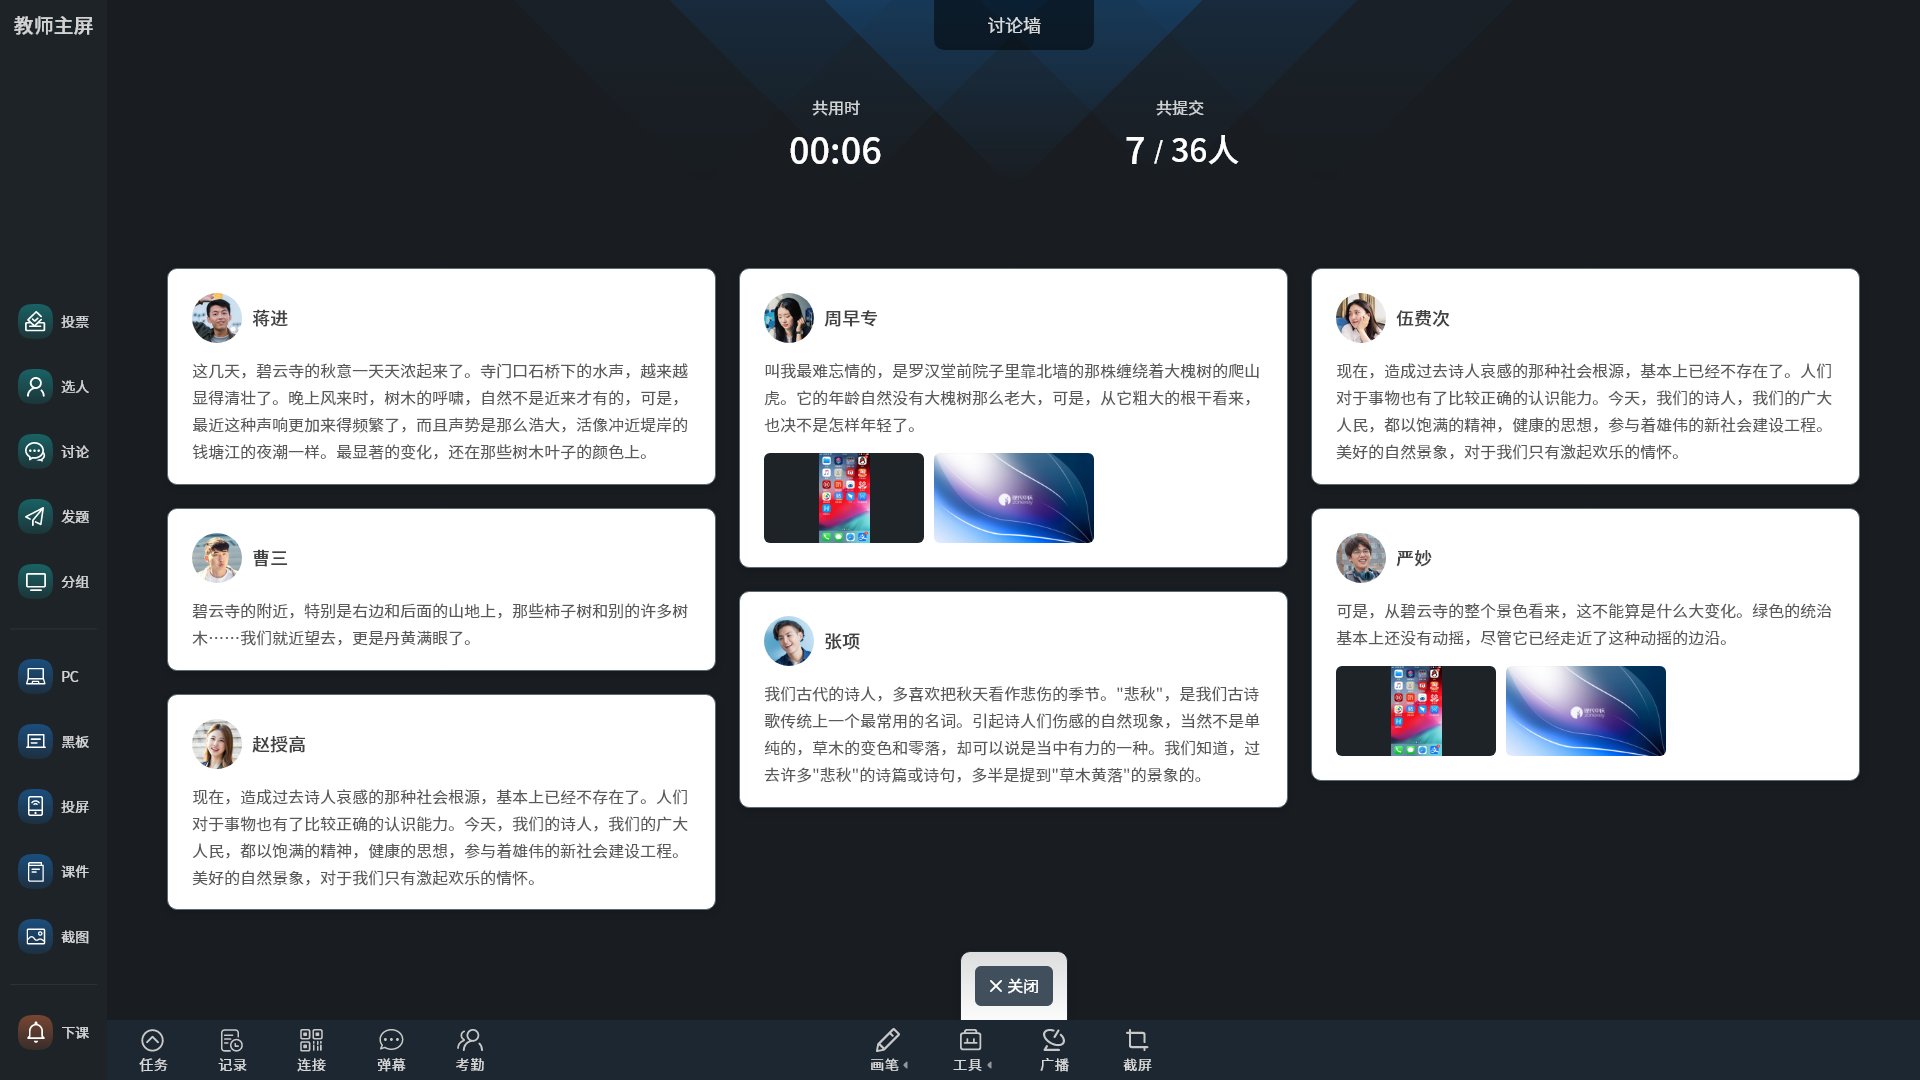 教师主屏
讨论墙
共用时
00:06
共提交
7 / 36人
投票
选人
讨论
发题
分组
PC
黑板
投屏
课件
截图
下课
蒋进
这几天，碧云寺的秋意一天天浓起来了。寺门口石桥下的水声，越来越
显得清壮了。晚上风来时，树木的呼啸，自然不是近来才有的，可是，
最近这种声响更加来得频繁了，而且声势是那么浩大，活像冲近堤岸的
钱塘江的夜潮一样。最显著的变化，还在那些树木叶子的颜色上。
曹三
碧云寺的附近，特别是右边和后面的山地上，那些柿子树和别的许多树
木……我们就近望去，更是丹黄满眼了。
赵授高
现在，造成过去诗人哀感的那种社会根源，基本上已经不存在了。人们
对于事物也有了比较正确的认识能力。今天，我们的诗人，我们的广大
人民，都以饱满的精神，健康的思想，参与着雄伟的新社会建设工程。
美好的自然景象，对于我们只有激起欢乐的情怀。
周早专
叫我最难忘情的，是罗汉堂前院子里靠北墙的那株缠绕着大槐树的爬山
虎。它的年龄自然没有大槐树那么老大，可是，从它粗大的根干看来，
也决不是怎样年轻了。
张项
我们古代的诗人，多喜欢把秋天看作悲伤的季节。"悲秋"，是我们古诗
歌传统上一个最常用的名词。引起诗人们伤感的自然现象，当然不是单
纯的，草木的变色和零落，却可以说是当中有力的一种。我们知道，过
去许多"悲秋"的诗篇或诗句，多半是提到"草木黄落"的景象的。
伍费次
现在，造成过去诗人哀感的那种社会根源，基本上已经不存在了。人们
对于事物也有了比较正确的认识能力。今天，我们的诗人，我们的广大
人民，都以饱满的精神，健康的思想，参与着雄伟的新社会建设工程。
美好的自然景象，对于我们只有激起欢乐的情怀。
严妙
可是，从碧云寺的整个景色看来，这不能算是什么大变化。绿色的统治
基本上还没有动摇，尽管它已经走近了这种动摇的边沿。
关闭
任务
记录
连接
弹幕
考勤
画笔
工具
广播
截屏